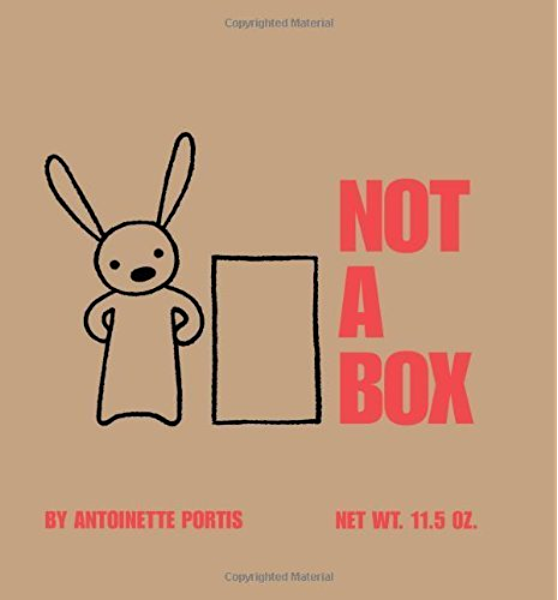 Copyrighted Material
NOT
A
BOX
BY ANTOINETTE PORTIS
NET WT. 11.5 OZ.
Copyrighted Material